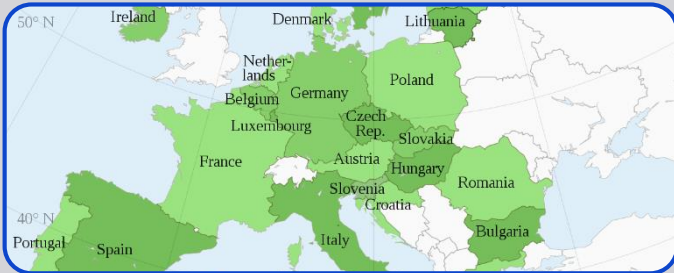 Ireland
Denmark
Lithuania
50° N
Nether-
lands
Poland
Germany
Belgium
Czech
Rep.
Luxembourg
Slovakia
France
Austria
Hungary
Romania
Slovenia
Croatia
40° N
Bulgaria
Portugal
Spain
Italy